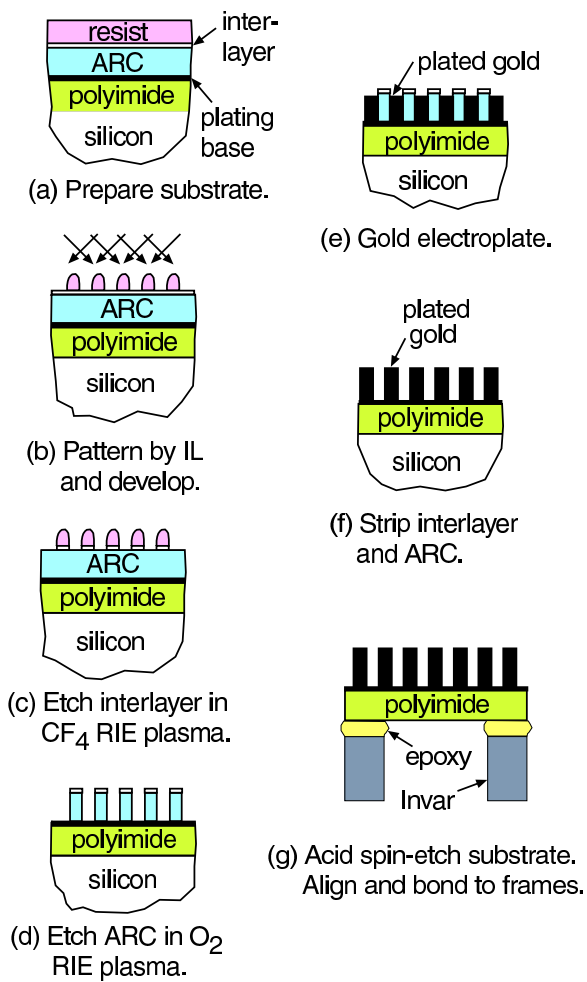 resist
inter-
layer
ARC
polyimide
plating
base
silicon
(a) Prepare substrate.
ARC
polyimide
silicon
(b) Pattern by IL
and develop.
ARC
polyimide
silicon
(c) Etch interlayer in
CF4 RIE plasma.
polyimide
silicon
(d) Etch ARC in O2
RIE plasma.
plated gold
polyimide
silicon
(e) Gold electroplate.
plated
gold
polyimide
silicon
(f) Strip interlayer
and ARC.
polyimide
epoxy
Invar
(g) Acid spin-etch substrate.
Align and bond to frames.